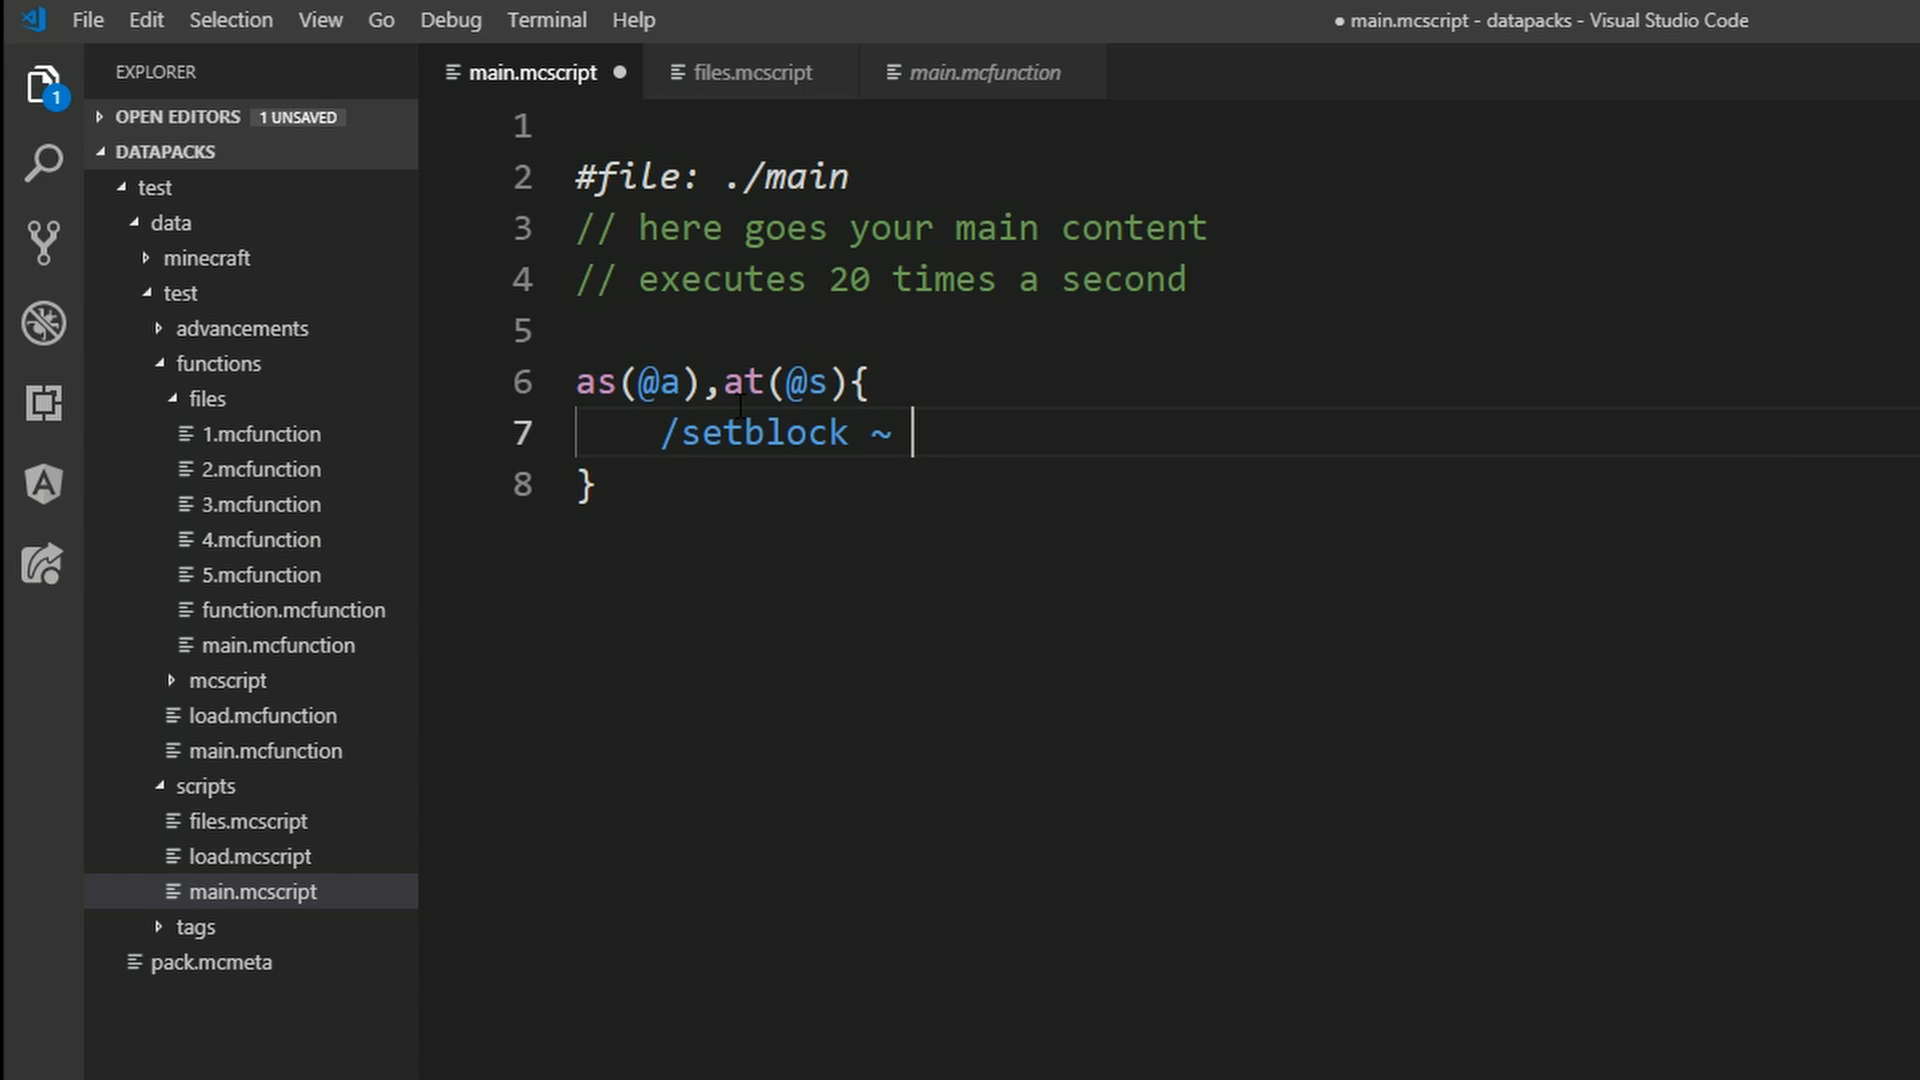 File Edit Selection View Go Debug Terminal Help
● main.mcscript - datapacks - Visual Studio Code
EXPLORER
1
OPEN EDITORS 1 UNSAVED
DATAPACKS
test
data
minecraft
test
advancements
functions
files
1.mcfunction
2.mcfunction
3.mcfunction
4.mcfunction
5.mcfunction
function.mcfunction
main.mcfunction
mcscript
load.mcfunction
main.mcfunction
scripts
files.mcscript
load.mcscript
main.mcscript
tags
pack.mcmeta
main.mcscript ● files.mcscript main.mcfunction
1
2 #file: ./main
3 // here goes your main content
4 // executes 20 times a second
5
6 as(@a),at(@s){
7 /setblock ~
8 }